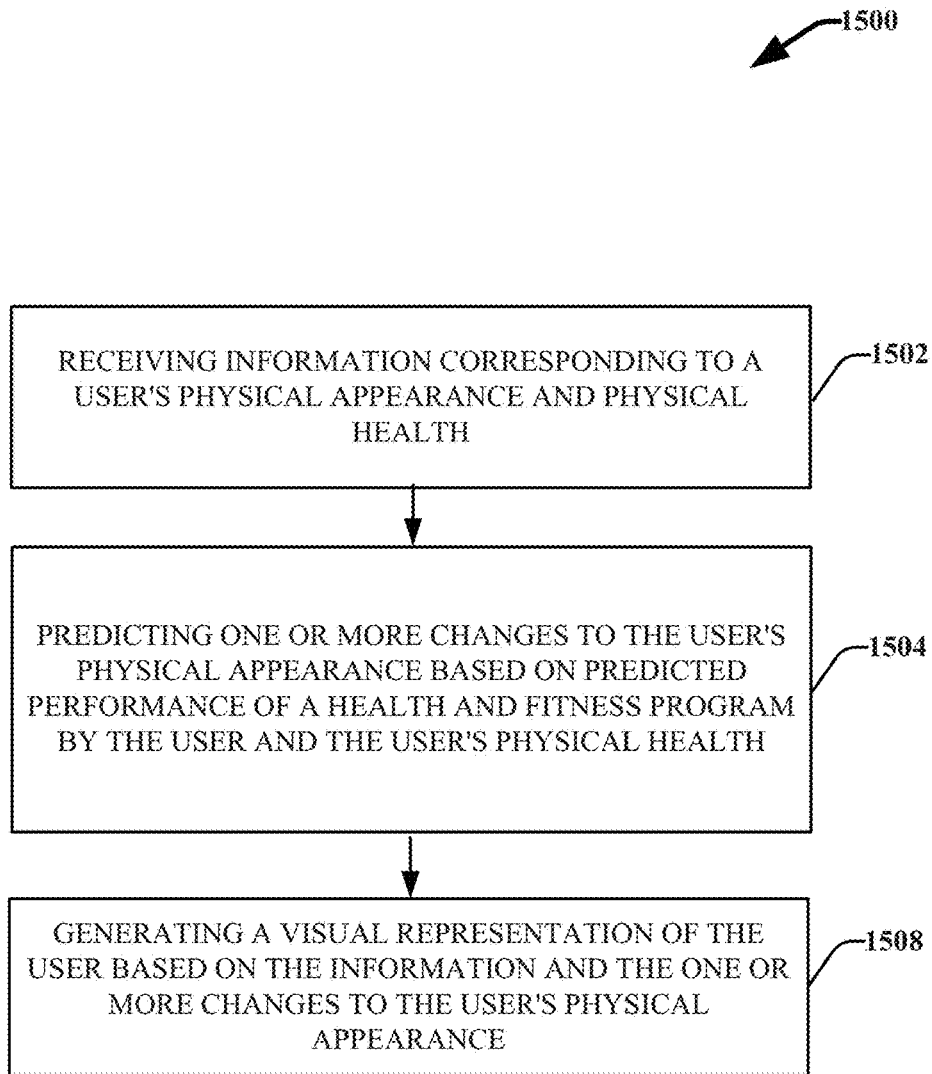 1500
RECEIVING INFORMATION CORRESPONDING TO A
USER'S PHYSICAL APPEARANCE AND PHYSICAL
HEALTH
1502
PREDICTING ONE OR MORE CHANGES TO THE USER'S
PHYSICAL APPEARANCE BASED ON PREDICTED
PERFORMANCE OF A HEALTH AND FITNESS PROGRAM
BY THE USER AND THE USER'S PHYSICAL HEALTH
1504
GENERATING A VISUAL REPRESENTATION OF THE
USER BASED ON THE INFORMATION AND THE ONE OR
MORE CHANGES TO THE USER'S PHYSICAL
APPEARANCE
1508